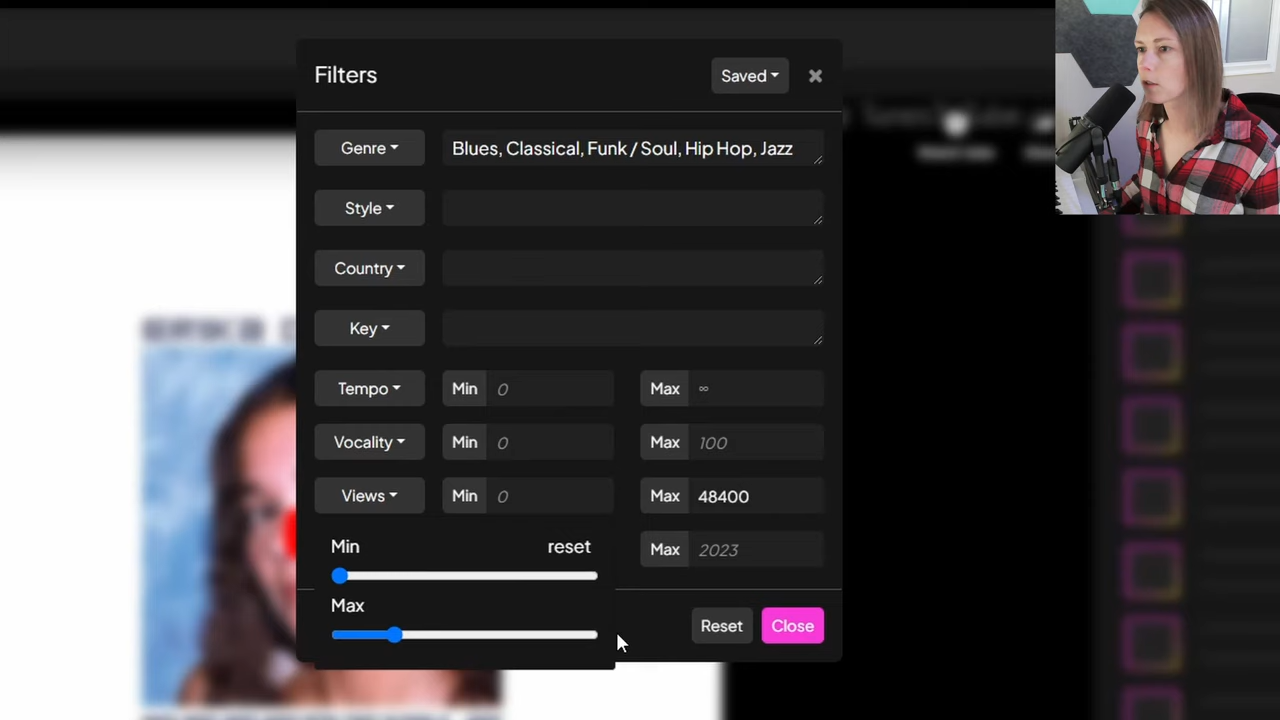 Filters
Saved
Genre
Blues, Classical, Funk / Soul, Hip Hop, Jazz
Style
Country
Key
Tempo
Min 0
Max ∞
Vocality
Min 0
Max 100
Views
Min 0
Max 48400
Min
reset
Max 2023
Max
Reset
Close